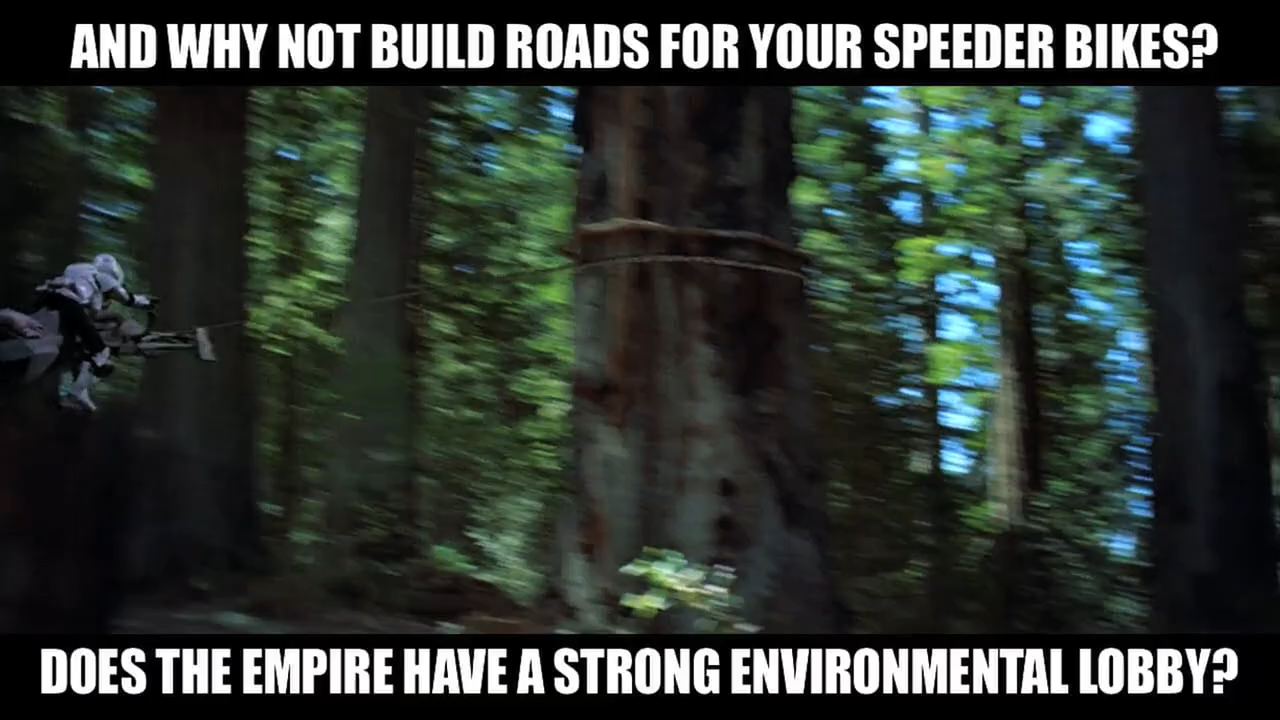 AND WHY NOT BUILD ROADS FOR YOUR SPEEDER BIKES?
DOES THE EMPIRE HAVE A STRONG ENVIRONMENTAL LOBBY?